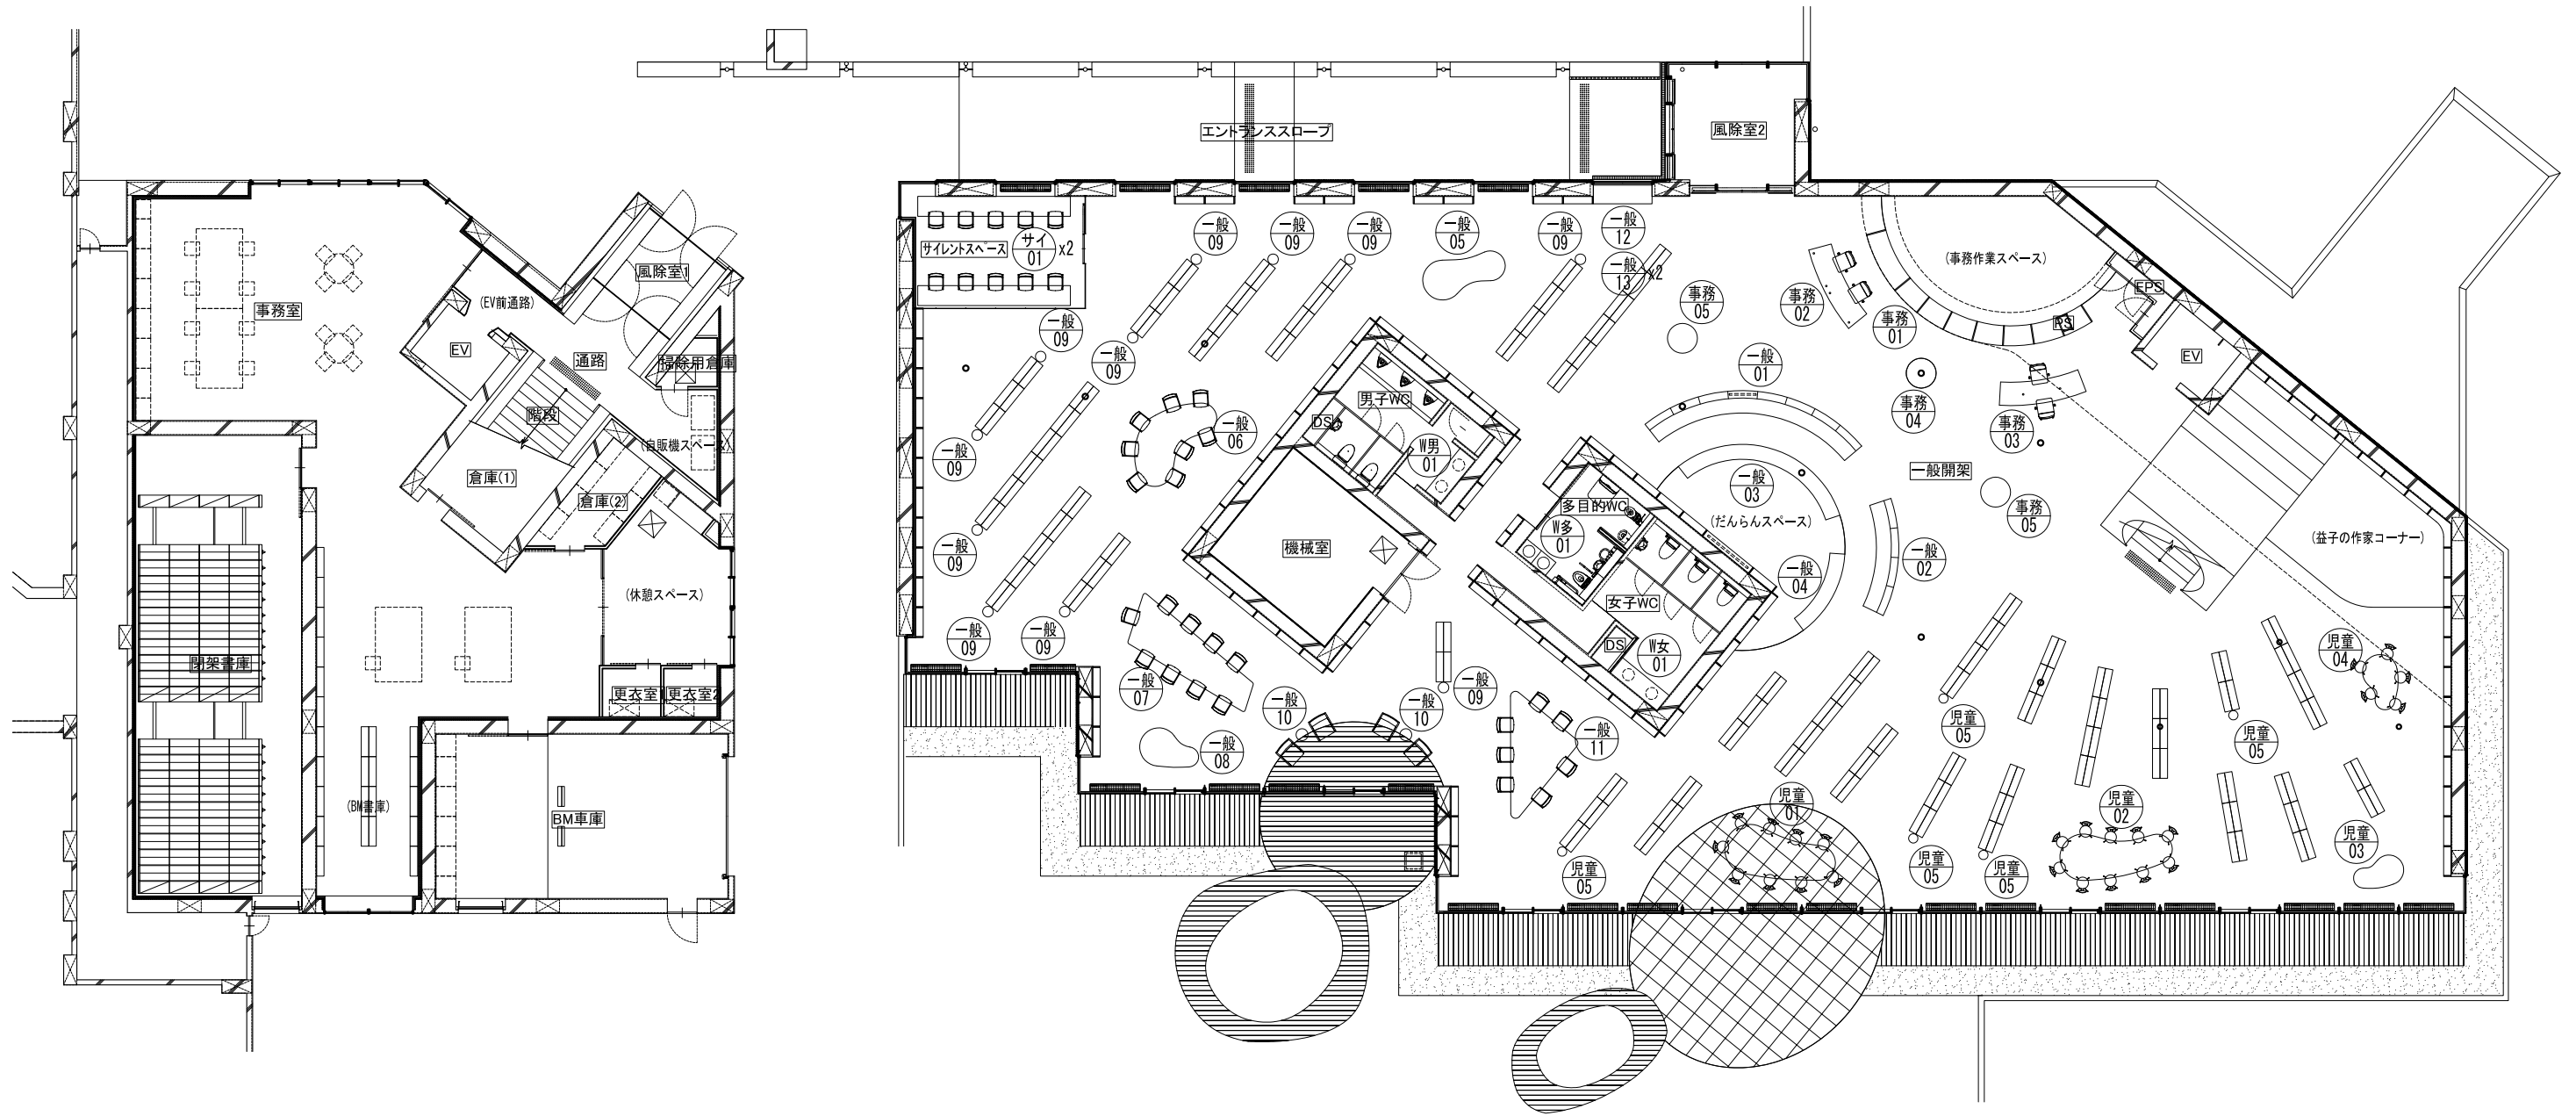 エントランススロープ
風除室2
風除室1
(EV前通路)
事務室
EV
通路
掃除用倉庫
階段
(自販機スペース)
倉庫(1)
倉庫(2)
(休憩スペース)
閉架書庫
更衣室1
更衣室2
(BM書庫)
BM車庫
サイレントスペース
サイ
01
x2
一般
09
一般
09
一般
09
一般
05
一般
09
一般
12
一般
13
x2
事務
05
事務
02
事務
01
(事務作業スペース)
EPS
PS
EV
一般
09
一般
09
一般
01
事務
04
事務
03
男子WC
DS
W男
01
一般
06
一般
09
一般
03
(だんらんスペース)
一般開架
事務
05
多目的WC
W多
01
機械室
一般
09
一般
02
一般
04
(益子の作家コーナー)
女子WC
DS
W女
01
一般
09
一般
09
一般
07
一般
10
一般
10
一般
09
一般
11
一般
08
児童
04
児童
05
児童
05
児童
01
児童
02
児童
03
児童
05
児童
05
児童
05